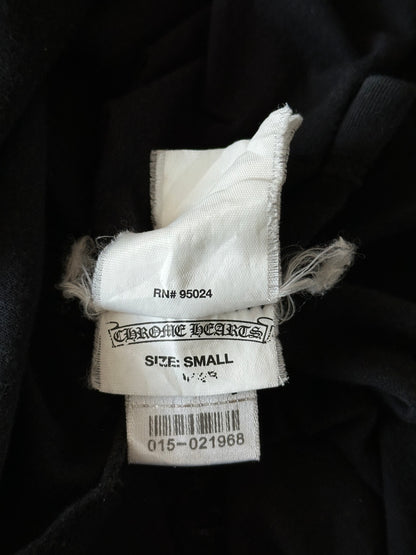 RN# 95024
CHROME HEARTS
SIZE: SMALL
015-021968